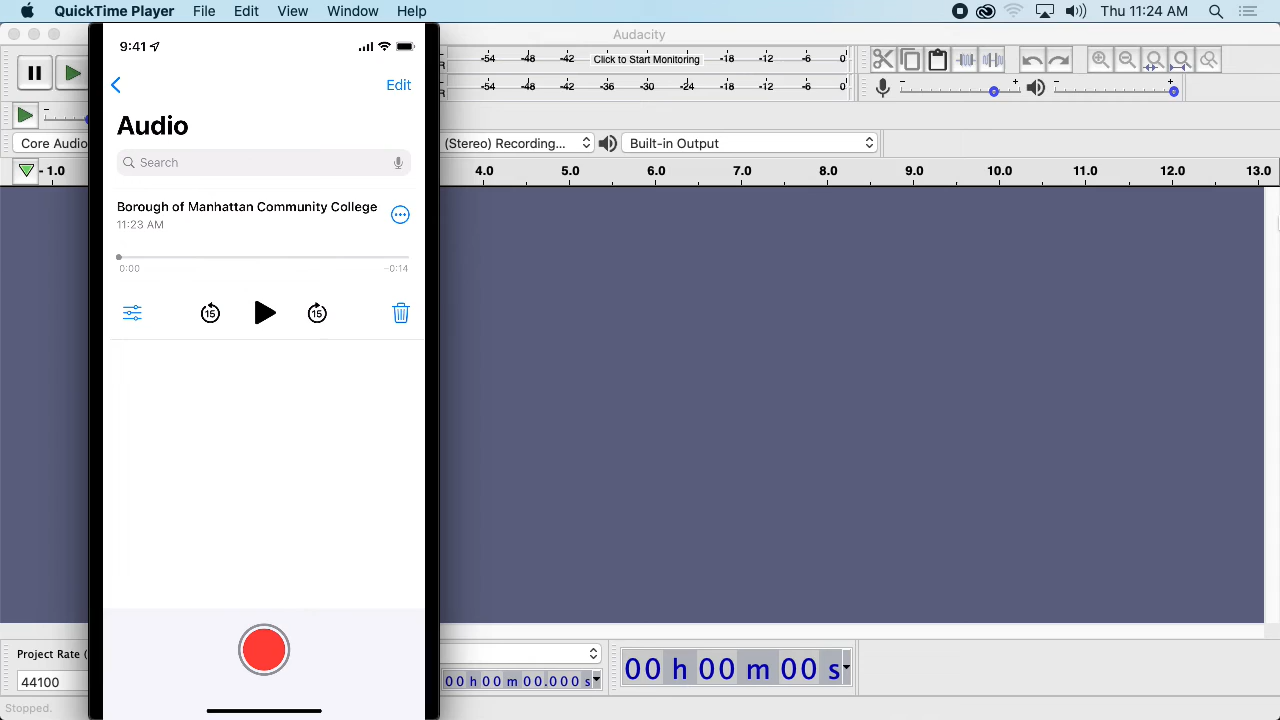 QuickTime Player File Edit View Window Help Thu 11:24 AM
Audacity
9:41
-54 -48 -42 Click to Start Monitoring -18 -12 -6 0
R
-54 -48 -42 -36 -30 -24 -18 -12 -6 0
- + - +
Edit
Audio
Core Audio (Stereo) Recording... Built-in Output
Search
- 1.0 4.0 5.0 6.0 7.0 8.0 9.0 10.0 11.0 12.0 13.0
Borough of Manhattan Community College
11:23 AM
0:00 -0:14
15 15
Project Rate (
44100
00 h 00 m 00.000 s
00 h 00 m 00 s
Stopped.